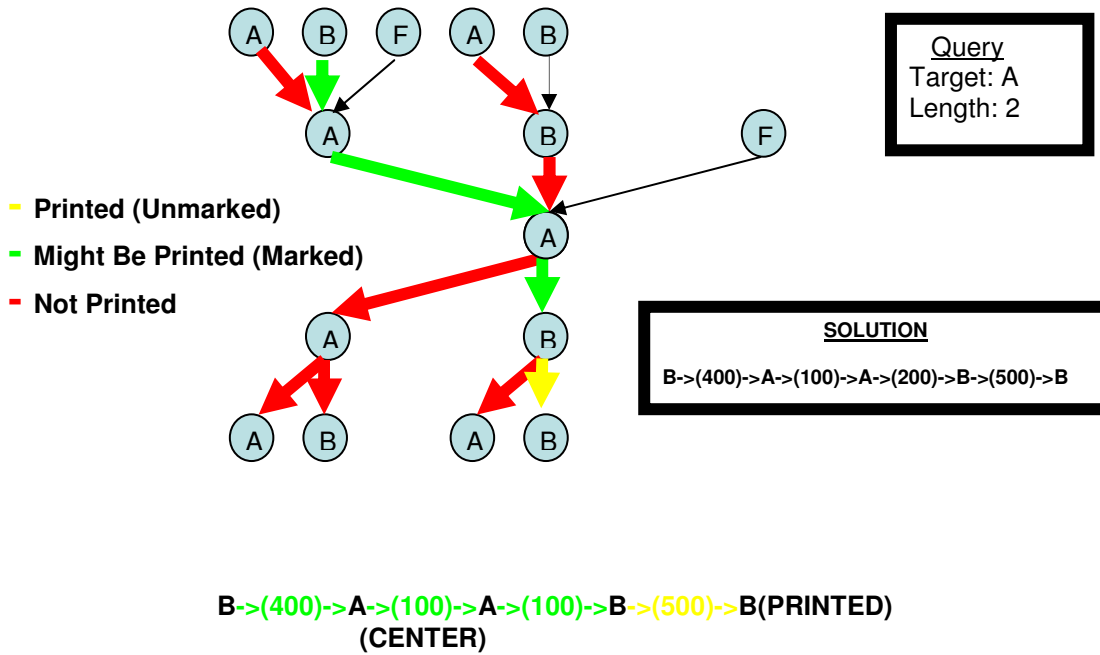 A B F A B
Query
Target: A
Length: 2
A B F
- Printed (Unmarked)
A
- Might Be Printed (Marked)
- Not Printed
A B
SOLUTION
B->(400)->A->(100)->A->(200)->B->(500)->B
A B A B
B->(400)->A->(100)->A->(100)->B->(500)->B(PRINTED)
(CENTER)